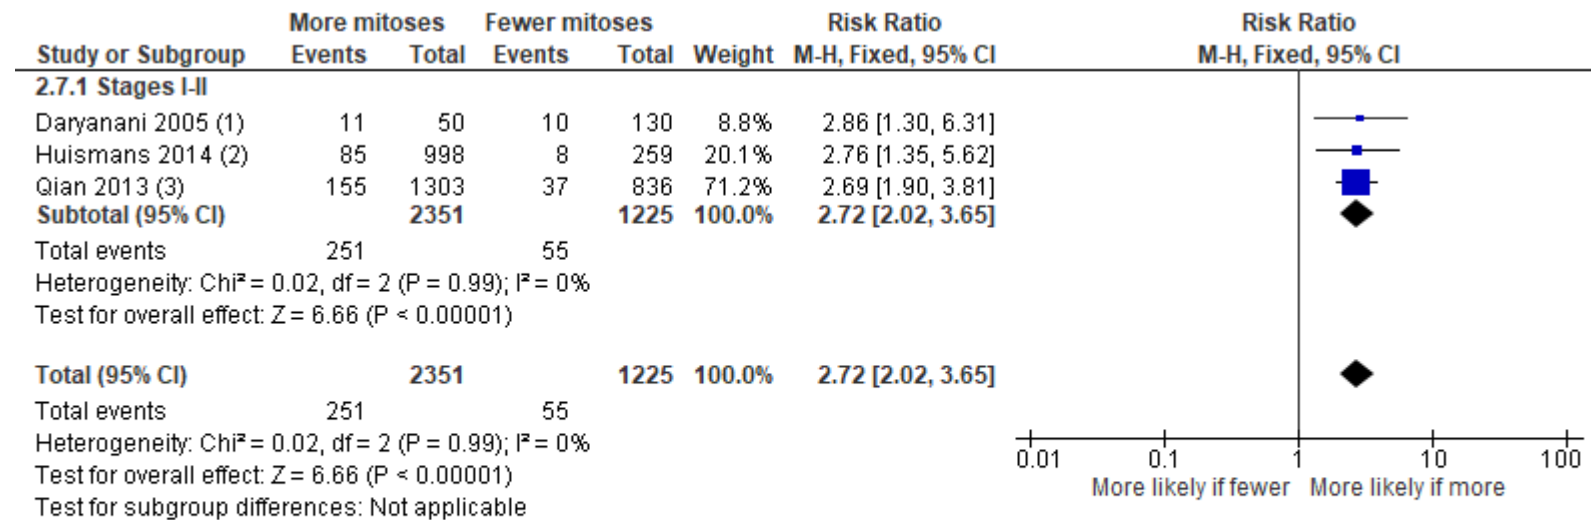 More mitoses Fewer mitoses Risk Ratio Risk Ratio
Study or Subgroup Events Total Events Total Weight M-H, Fixed, 95% CI M-H, Fixed, 95% CI
2.7.1 Stages I-II
Daryanani 2005 (1) 11 50 10 130 8.8% 2.86 [1.30, 6.31]
Huismans 2014 (2) 85 998 8 259 20.1% 2.76 [1.35, 5.62]
Qian 2013 (3) 155 1303 37 836 71.2% 2.69 [1.90, 3.81]
Subtotal (95% CI) 2351 1225 100.0% 2.72 [2.02, 3.65]
Total events 251 55
Heterogeneity: Chi² = 0.02, df = 2 (P = 0.99); I² = 0%
Test for overall effect: Z = 6.66 (P < 0.00001)
Total (95% CI) 2351 1225 100.0% 2.72 [2.02, 3.65]
Total events 251 55
Heterogeneity: Chi² = 0.02, df = 2 (P = 0.99); I² = 0%
Test for overall effect: Z = 6.66 (P < 0.00001)
Test for subgroup differences: Not applicable
0.01 0.1 1 10 100
More likely if fewer More likely if more